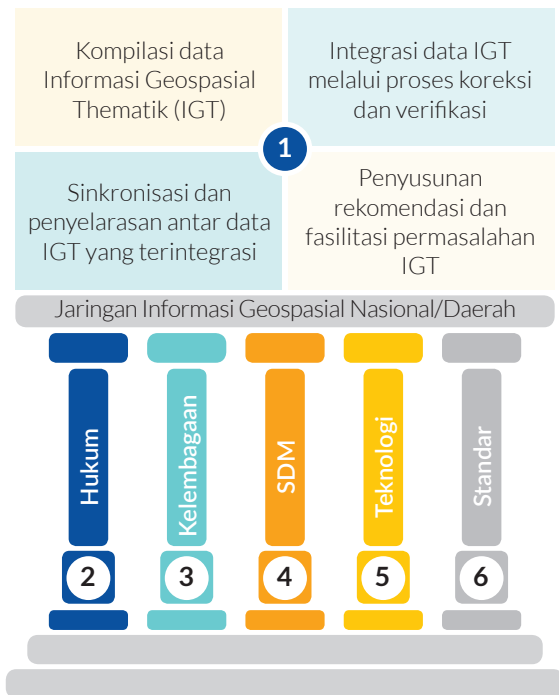 Kompilasi data
Informasi Geospasial
Thematik (IGT)
Integrasi data IGT
melalui proses koreksi
dan verifikasi
1
Sinkronisasi dan
penyelarasan antar data
IGT yang terintegrasi
Penyusunan
rekomendasi dan
fasilitasi permasalahan
IGT
Jaringan Informasi Geospasial Nasional/Daerah
Hukum
Kelembagaan
SDM
Teknologi
Standar
2
3
4
5
6